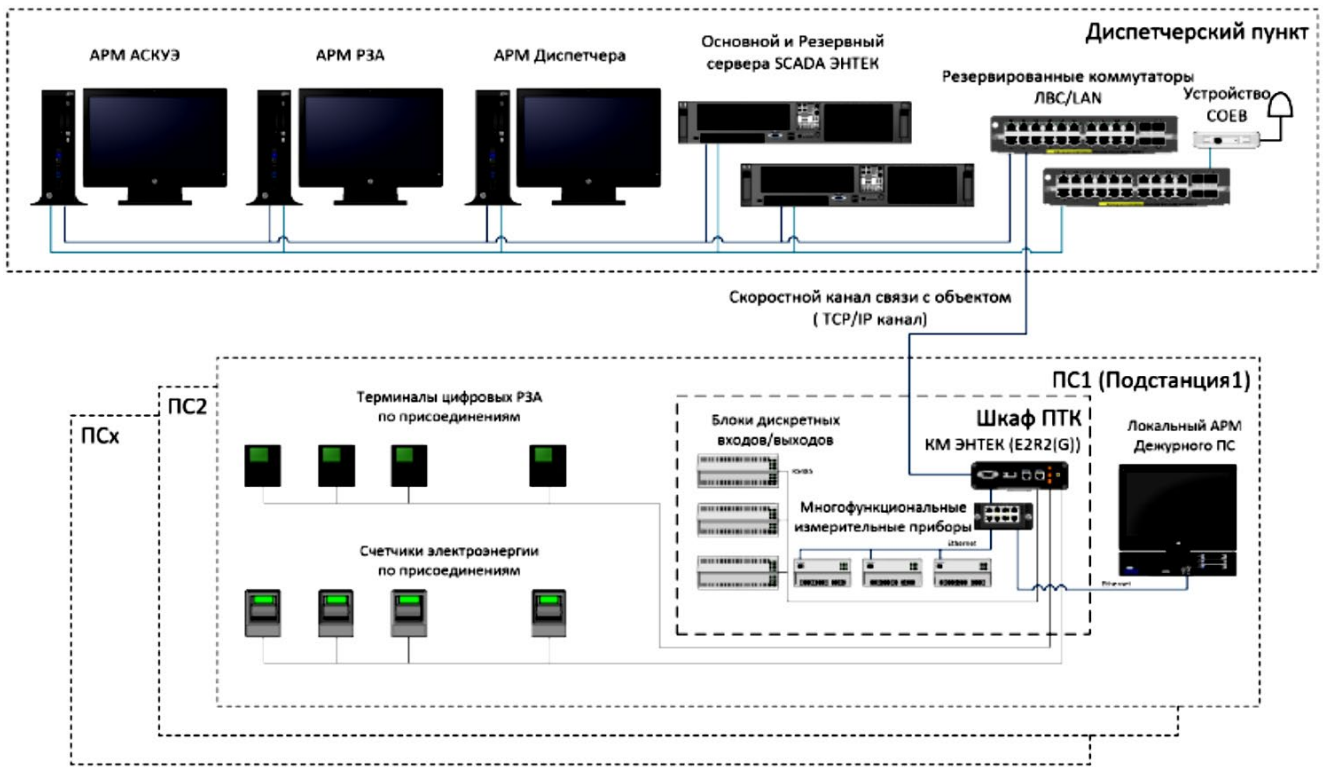 Диспетчерский пункт
АРМ АСКУЭ
АРМ РЗА
АРМ Диспетчера
Основной и Резервный
сервера SCADA ЭНТЕК
Резервированные коммутаторы
ЛВС/LAN
Устройство
СОЕВ
Скоростной канал связи с объектом
( TCP/IP канал)
ПС1 (Подстанция1)
ПС2
ПСх
Терминалы цифровых РЗА
по присоединениям
Счетчики электроэнергии
по присоединениям
Шкаф ПТК
КМ ЭНТЕК (E2R2(G))
Блоки дискретных
входов/выходов
RS485
Многофункциональные
измерительные приборы
Ethernet
Локальный АРМ
Дежурного ПС
Ethernet